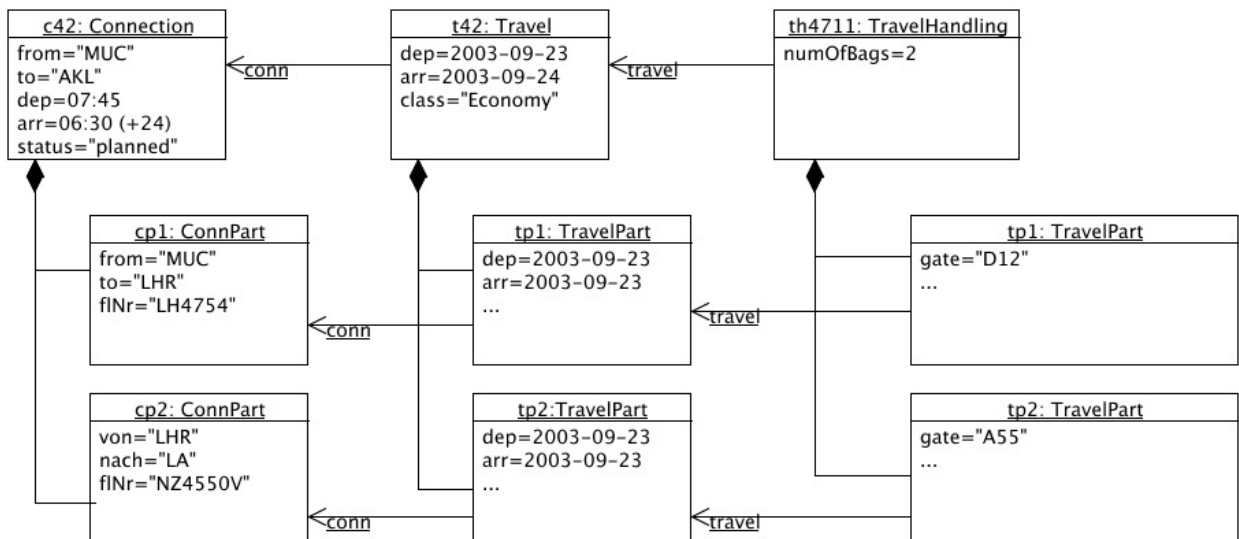 c42: Connection
from="MUC"
to="AKL"
dep=07:45
arr=06:30 (+24)
status="planned"
conn
t42: Travel
dep=2003-09-23
arr=2003-09-24
class="Economy"
travel
th4711: TravelHandling
numOfBags=2
cp1: ConnPart
from="MUC"
to="LHR"
flNr="LH4754"
conn
tp1: TravelPart
dep=2003-09-23
arr=2003-09-23
...
travel
tp1: TravelPart
gate="D12"
...
cp2: ConnPart
von="LHR"
nach="LA"
flNr="NZ4550V"
conn
tp2:TravelPart
dep=2003-09-23
arr=2003-09-23
...
travel
tp2: TravelPart
gate="A55"
...